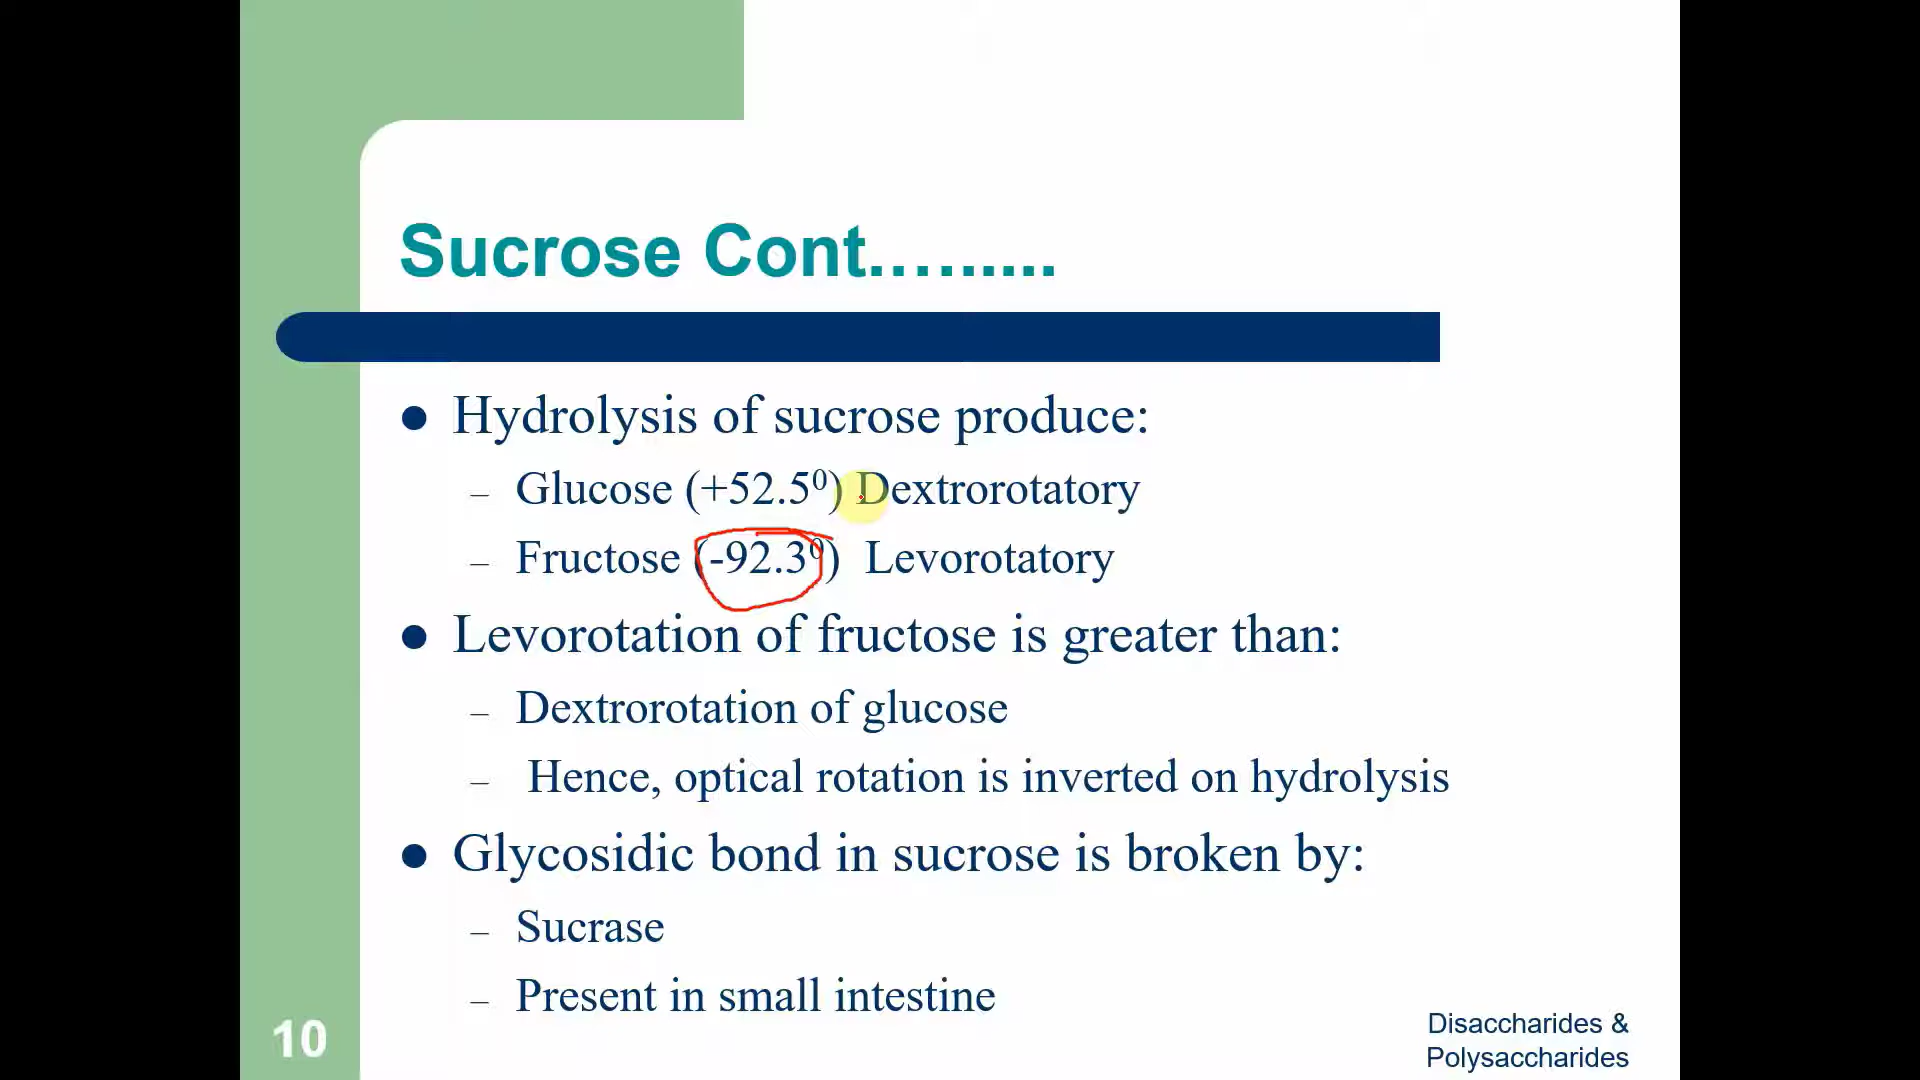 Sucrose Cont……....
Hydrolysis of sucrose produce:
– Glucose (+52.5⁰) Dextrorotatory
– Fructose (-92.3⁰) Levorotatory
Levorotation of fructose is greater than:
– Dextrorotation of glucose
– Hence, optical rotation is inverted on hydrolysis
Glycosidic bond in sucrose is broken by:
– Sucrase
– Present in small intestine
10
Disaccharides &
Polysaccharides